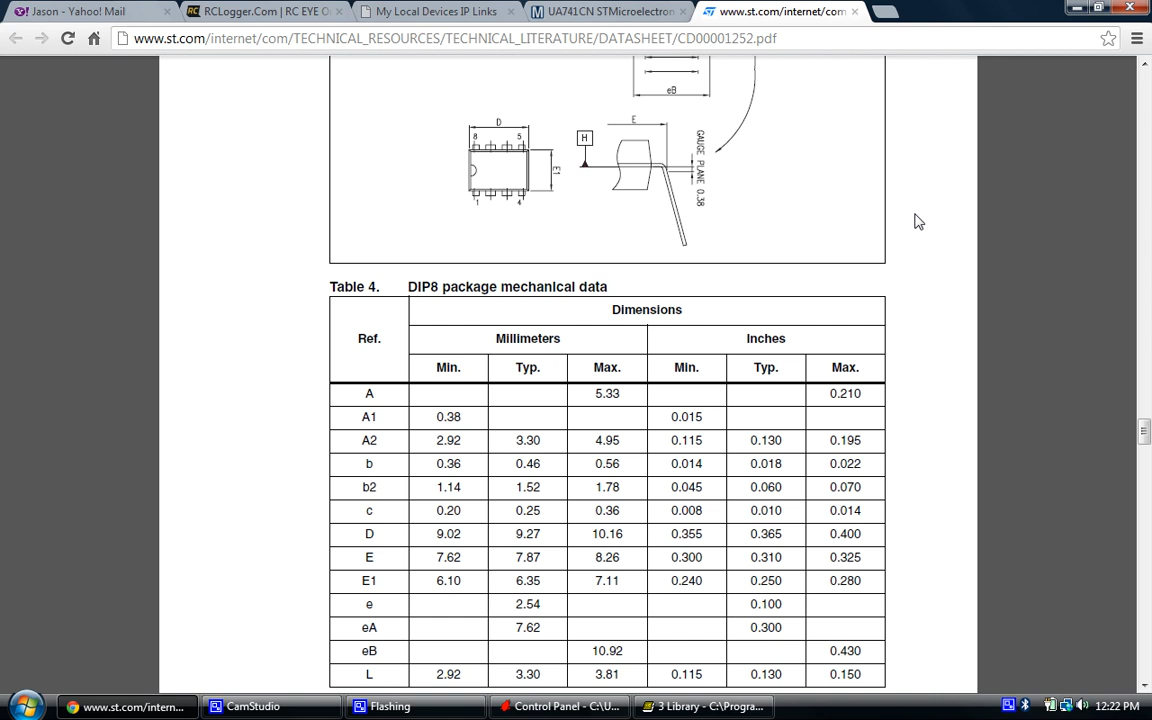 Jason - Yahoo! Mail
RCLogger.Com | RC EYE O
My Local Devices IP Links
UA741CN STMicroelectron
www.st.com/internet/com
www.st.com/internet/com/TECHNICAL_RESOURCES/TECHNICAL_LITERATURE/DATASHEET/CD00001252.pdf
eB
D
8 5
E1
1 4
H
E
GAUGE PLANE 0.38
Table 4. DIP8 package mechanical data
Ref. Dimensions
Millimeters Inches
Min. Typ. Max. Min. Typ. Max.
A 5.33 0.210
A1 0.38 0.015
A2 2.92 3.30 4.95 0.115 0.130 0.195
b 0.36 0.46 0.56 0.014 0.018 0.022
b2 1.14 1.52 1.78 0.045 0.060 0.070
c 0.20 0.25 0.36 0.008 0.010 0.014
D 9.02 9.27 10.16 0.355 0.365 0.400
E 7.62 7.87 8.26 0.300 0.310 0.325
E1 6.10 6.35 7.11 0.240 0.250 0.280
e 2.54 0.100
eA 7.62 0.300
eB 10.92 0.430
L 2.92 3.30 3.81 0.115 0.130 0.150
www.st.com/intern...
CamStudio
Flashing
Control Panel - C:\U...
3 Library - C:\Progra...
12:22 PM